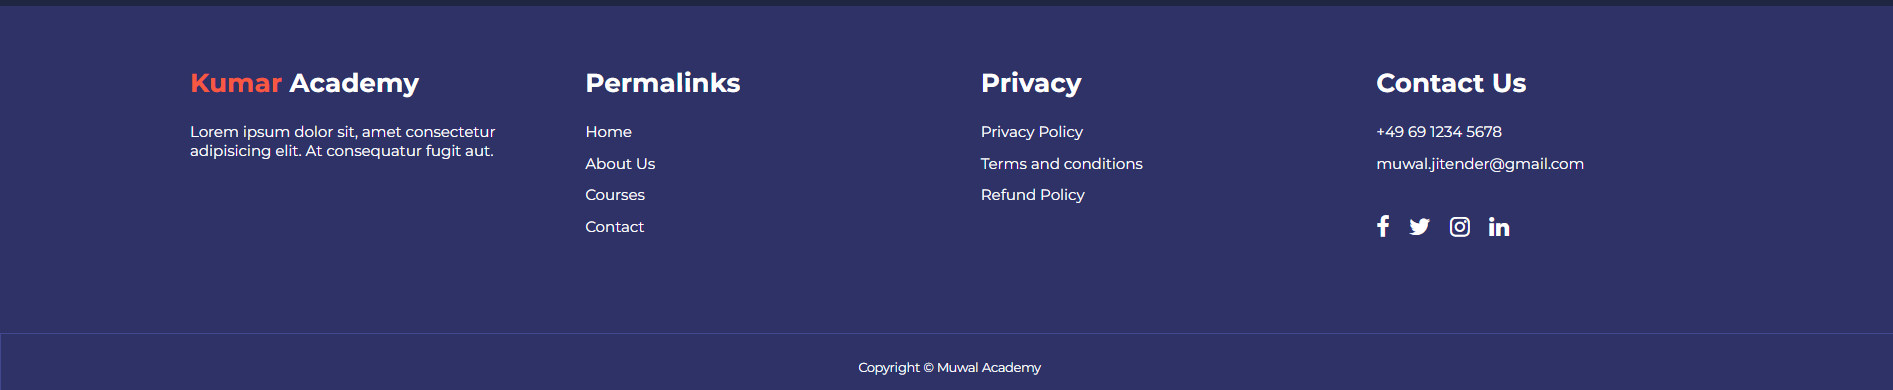 Kumar Academy
Lorem ipsum dolor sit, amet consectetur
adipisicing elit. At consequatur fugit aut.
Permalinks
Home
About Us
Courses
Contact
Privacy
Privacy Policy
Terms and conditions
Refund Policy
Contact Us
+49 69 1234 5678
muwal.jitender@gmail.com
Copyright © Muwal Academy